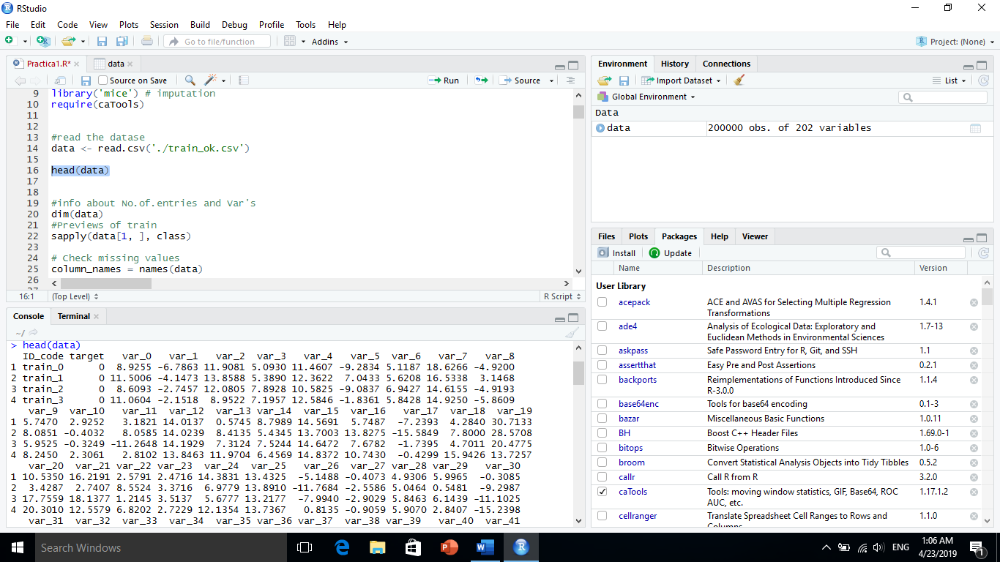 RStudio
File Edit Code View Plots Session Build Debug Profile Tools Help
Go to file/function Addins Project: (None)
Practica1.R* data
Source on Save Run Source
9 library('mice') # imputation
10 require(caTools)
11
12
13 #read the datase
14 data <- read.csv('./train_ok.csv')
15
16 head(data)
17
18
19 #info about No.of.entries and Var's
20 dim(data)
21 #Previews of train
22 sapply(data[1, ], class)
23
24 # Check missing values
25 column_names = names(data)
26
16:1 (Top Level) R Script
Console Terminal
~/
> head(data)
ID_code target var_0 var_1 var_2 var_3 var_4 var_5 var_6 var_7 var_8
1 train_0 0 8.9255 -6.7863 11.9081 5.0930 11.4607 -9.2834 5.1187 18.6266 -4.9200
2 train_1 0 11.5006 -4.1473 13.8588 5.3890 12.3622 7.0433 5.6208 16.5338 3.1468
3 train_2 0 8.6093 -2.7457 12.0805 7.8928 10.5825 -9.0837 6.9427 14.6155 -4.9193
4 train_3 0 11.0604 -2.1518 8.9522 7.1957 12.5846 -1.8361 5.8428 14.9250 -5.8609
var_9 var_10 var_11 var_12 var_13 var_14 var_15 var_16 var_17 var_18 var_19
1 5.7470 2.9252 3.1821 14.0137 0.5745 8.7989 14.5691 5.7487 -7.2393 4.2840 30.7133
2 8.0851 -0.4032 8.0585 14.0239 8.4135 5.4345 13.7003 13.8275 -15.5849 7.8000 28.5708
3 5.9525 -0.3249 -11.2648 14.1929 7.3124 7.5244 14.6472 7.6782 -1.7395 4.7011 20.4775
4 8.2450 2.3061 2.8102 13.8463 11.9704 6.4569 14.8372 10.7430 -0.4299 15.9426 13.7257
var_20 var_21 var_22 var_23 var_24 var_25 var_26 var_27 var_28 var_29 var_30
1 10.5350 16.2191 2.5791 2.4716 14.3831 13.4325 -5.1488 -0.4073 4.9306 5.9965 -0.3085
2 3.4287 2.7407 8.5524 3.3716 6.9779 13.8910 -11.7684 -2.5586 5.0464 0.5481 -9.2987
3 17.7559 18.1377 1.2145 3.5137 5.6777 13.2177 -7.9940 -2.9029 5.8463 6.1439 -11.1025
4 20.3010 12.5579 6.8202 2.7229 12.1354 13.7367 0.8135 -0.9059 5.9070 2.8407 -15.2398
var_31 var_32 var_33 var_34 var_35 var_36 var_37 var_38 var_39 var_40 var_41
Environment History Connections
Import Dataset List
Global Environment
Data
data 200000 obs. of 202 variables
Files Plots Packages Help Viewer
Install Update
Name Description Version
User Library
acepack ACE and AVAS for Selecting Multiple Regression 1.4.1
Transformations
ade4 Analysis of Ecological Data: Exploratory and 1.7-13
Euclidean Methods in Environmental Sciences
askpass Safe Password Entry for R, Git, and SSH 1.1
assertthat Easy Pre and Post Assertions 0.2.1
backports Reimplementations of Functions Introduced Since 1.1.4
R-3.0.0
base64enc Tools for base64 encoding 0.1-3
bazar Miscellaneous Basic Functions 1.0.11
BH Boost C++ Header Files 1.69.0-1
bitops Bitwise Operations 1.0-6
broom Convert Statistical Analysis Objects into Tidy Tibbles 0.5.2
callr Call R from R 3.2.0
caTools Tools: moving window statistics, GIF, Base64, ROC 1.17.1.2
AUC, etc.
cellranger Translate Spreadsheet Cell Ranges to Rows and 1.1.0
Search Windows
ENG
1:06 AM
4/23/2019
1